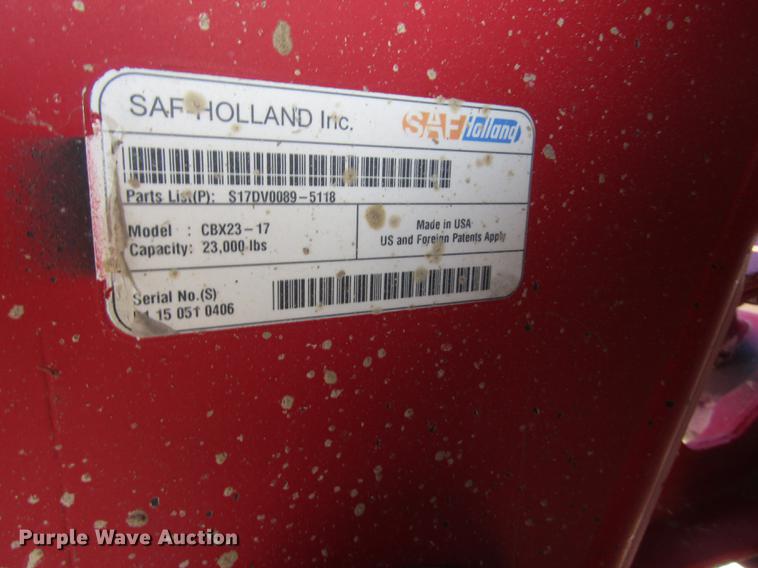 SAF-HOLLAND Inc.
SAF Holland
Parts List(P): S17DV0089-5118
Model : CBX23-17
Capacity: 23,000 lbs
Made in USA
US and Foreign Patents Apply
Serial No.(S)
15 051 0406
Purple Wave Auction